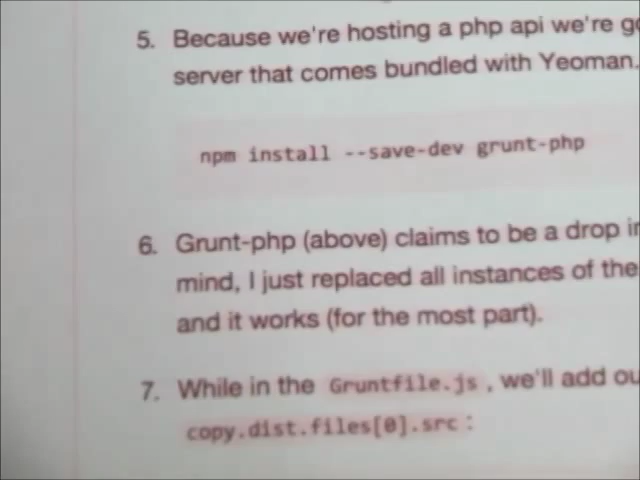 5. Because we're hosting a php api we're
server that comes bundled with Yeoman.
npm install --save-dev grunt-php
6. Grunt-php (above) claims to be a drop
mind, I just replaced all instances of the
and it works (for the most part).
7. While in the Gruntfile.js, we'll add
copy.dist.files[0].src: